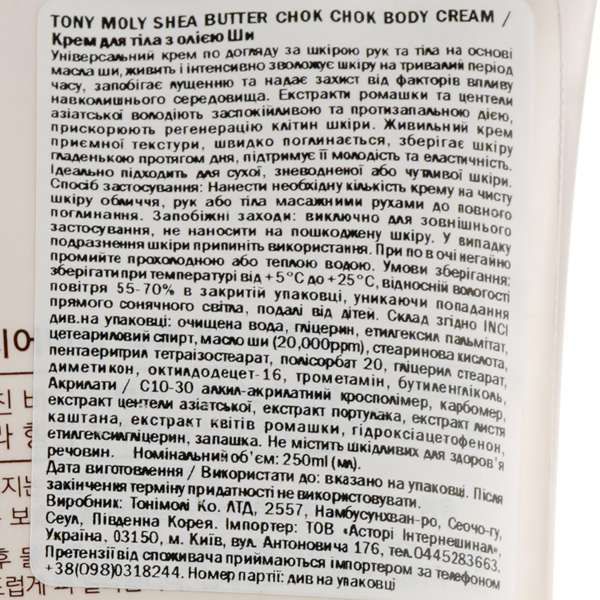 TONY MOLY SHEA BUTTER CHOK CHOK BODY CREAM /
Крем для тіла з олією Ши
Універсальний крем по догляду за шкірою рук та тіла на основі
масла ши, живить і інтенсивно зволожує шкіру на тривалий період
часу, запобігає лущенню та надає захист від факторів впливу
навколишнього середовища. Екстракти ромашки та центели
азіатської володіють заспокійливою та протизапальною дією,
прискорюють регенерацію клітин шкіри. Живильний крем
приємної текстури, швидко поглинається, зберігає шкіру
гладенькою протягом дня, підтримує її молодість та еластичність.
Ідеально підходить для сухої, зневодненої або чутливої шкіри.
Спосіб застосування: Нанести необхідну кількість крему на чисту
шкіру обличчя, рук або тіла масажними рухами до повного
поглинання. Запобіжні заходи: виключно для зовнішнього
застосування, не наносити на пошкоджену шкіру. У випадку
подразнення шкіри припиніть використання. При по в очі негайно
промийте прохолодною або теплою водою. Умови зберігання:
зберігати при температурі від +5°C до +25°C, відносній вологості
повітря 55-70% в закритій упаковці, уникаючи попадання
прямого сонячного світла, подалі від дітей. Склад згідно INCI
див.на упаковці: очищена вода, гліцерин, етилгексил пальмітат,
цетеариловий спирт, масло ши (20,000ppm), стеаринова кислота,
пентаеритрил тетраізостеарат, полісорбат 20, гліцерил стеарат,
диметикон, октилдодецет-16, трометамін, бутиленгліколь,
Акрилати / C10-30 алкил-акрилатний кросполімер, карбомер,
екстракт центели азіатської, екстракт портулака, екстракт листя
каштана, екстракт квітів ромашки, гідроксіацетофенон,
етилгексилгліцерин, запашка. Не містить шкідливих для здоров'я
речовин. Номінальний об'єм: 250ml (мл).
Дата виготовлення / Використати до: вказано на упаковці. Після
закінчення терміну придатності не використовувати.
Виробник: Тонімолі Ко. ЛТД, 2557, Намбусунхван-ро, Сеочо-гу,
Сеул, Південна Корея. Імпортер: ТОВ «Асторі Інтернешинал»,
Україна, 03150, м. Київ, вул. Антоновича 176, тел.0445283663.
Претензії від споживача приймаються імпортером за телефоном
+38(098)0318244. Номер партії: див на упаковці